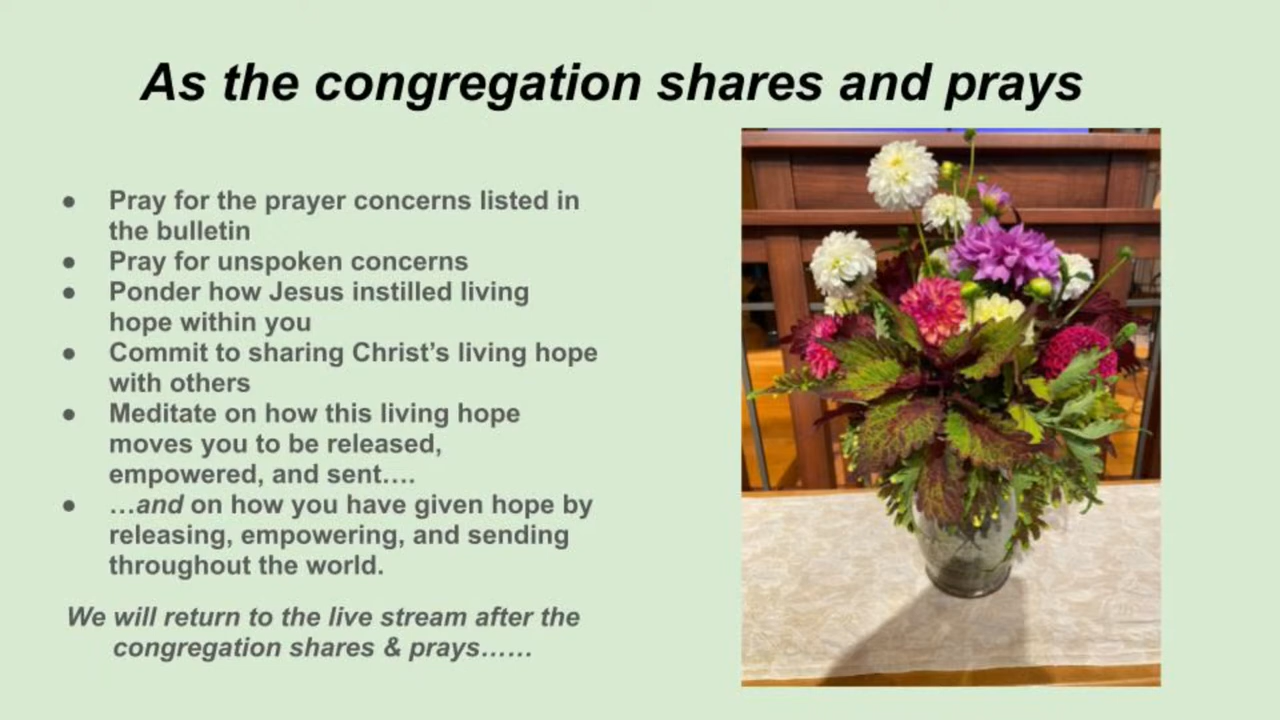 As the congregation shares and prays
● Pray for the prayer concerns listed in
the bulletin
● Pray for unspoken concerns
● Ponder how Jesus instilled living
hope within you
● Commit to sharing Christ’s living hope
with others
● Meditate on how this living hope
moves you to be released,
empowered, and sent….
● …and on how you have given hope by
releasing, empowering, and sending
throughout the world.
We will return to the live stream after the
congregation shares & prays……